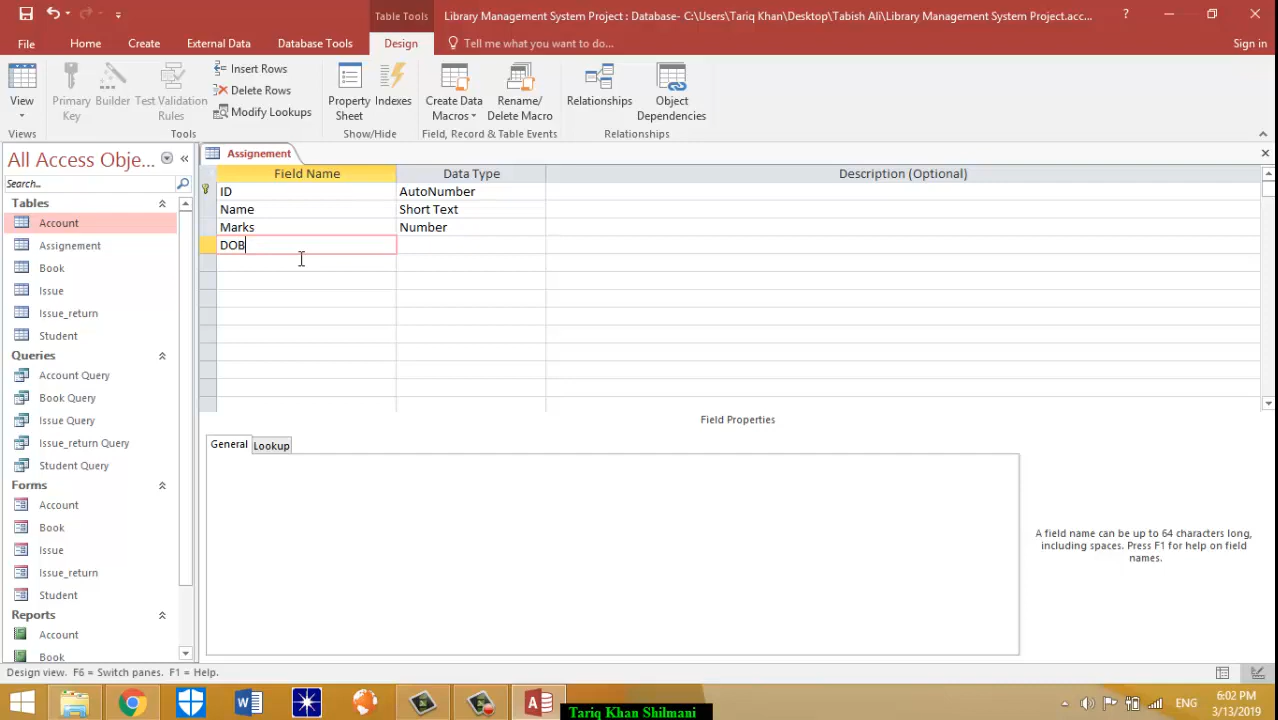 Table Tools
Library Management System Project : Database- C:\Users\Tariq Khan\Desktop\Tabish Ali\Library Management System Project.acc...
?
File
Home
Create
External Data
Database Tools
Design
Tell me what you want to do...
Sign in
View
Primary Key
Builder
Test Validation Rules
Insert Rows
Delete Rows
Modify Lookups
Property Sheet
Indexes
Create Data Macros
Rename/ Delete Macro
Relationships
Object Dependencies
Views
Tools
Show/Hide
Field, Record & Table Events
Relationships
All Access Obje...
Search...
Tables
Account
Assignement
Book
Issue
Issue_return
Student
Queries
Account Query
Book Query
Issue Query
Issue_return Query
Student Query
Forms
Account
Book
Issue
Issue_return
Student
Reports
Account
Book
Assignement
Field Name
Data Type
Description (Optional)
ID
AutoNumber
Name
Short Text
Marks
Number
DOB
Field Properties
General
Lookup
A field name can be up to 64 characters long,
including spaces. Press F1 for help on field
names.
Design view. F6 = Switch panes. F1 = Help.
ENG
6:02 PM
3/13/2019
Tariq Khan Shilmani